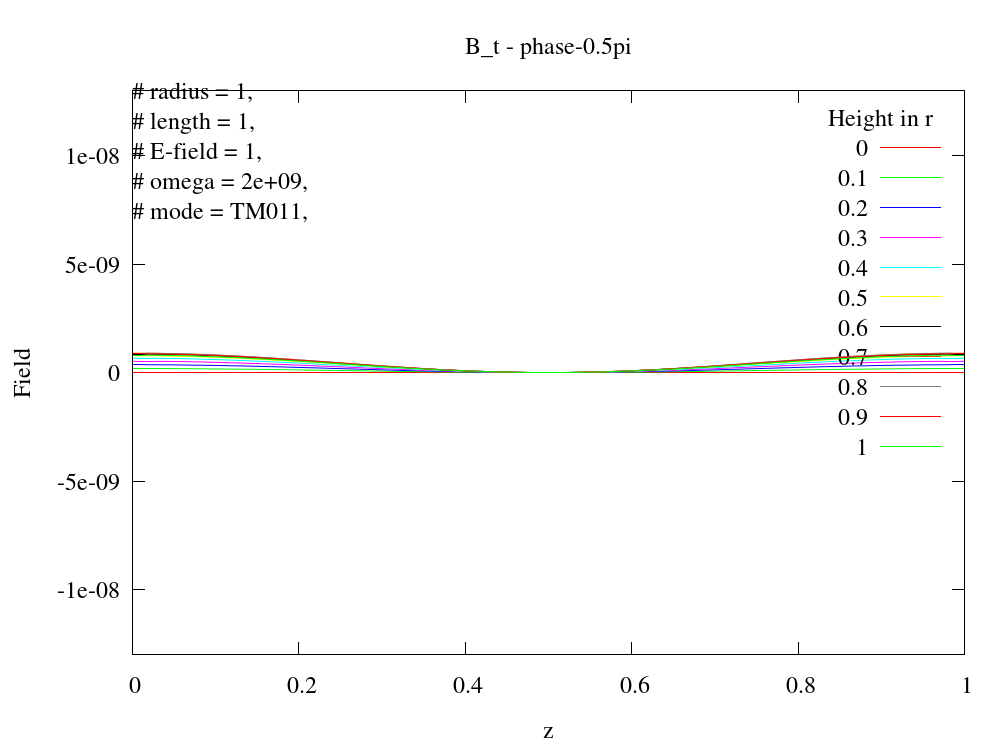 B_t - phase-0.5pi
# radius = 1,
# length = 1,
# E-field = 1,
# omega = 2e+09,
# mode = TM011,
Height in r
0
0.1
0.2
0.3
0.4
0.5
0.6
0.7
0.8
0.9
1
1e-08
5e-09
0
-5e-09
-1e-08
Field
0 0.2 0.4 0.6 0.8 1
z